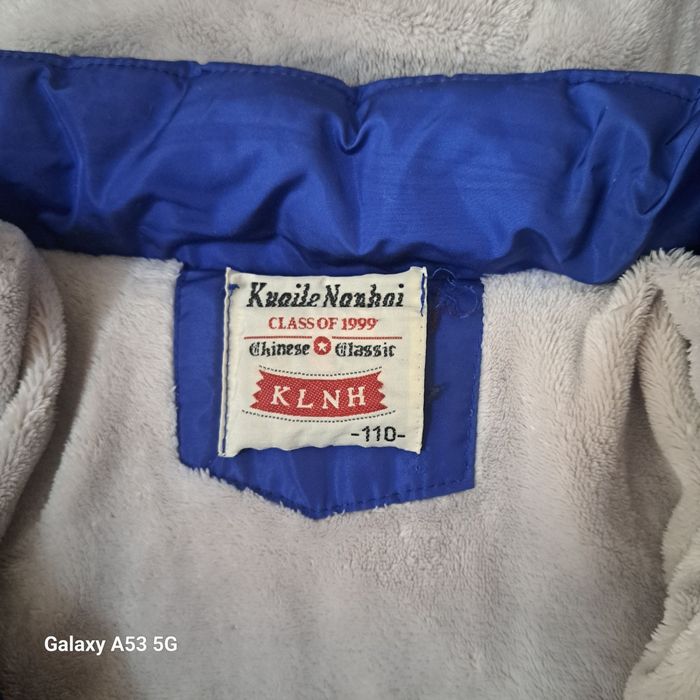 Kuaile Nanhai
CLASS OF 1999
Chinese Classic
KLNH
-110-
Galaxy A53 5G